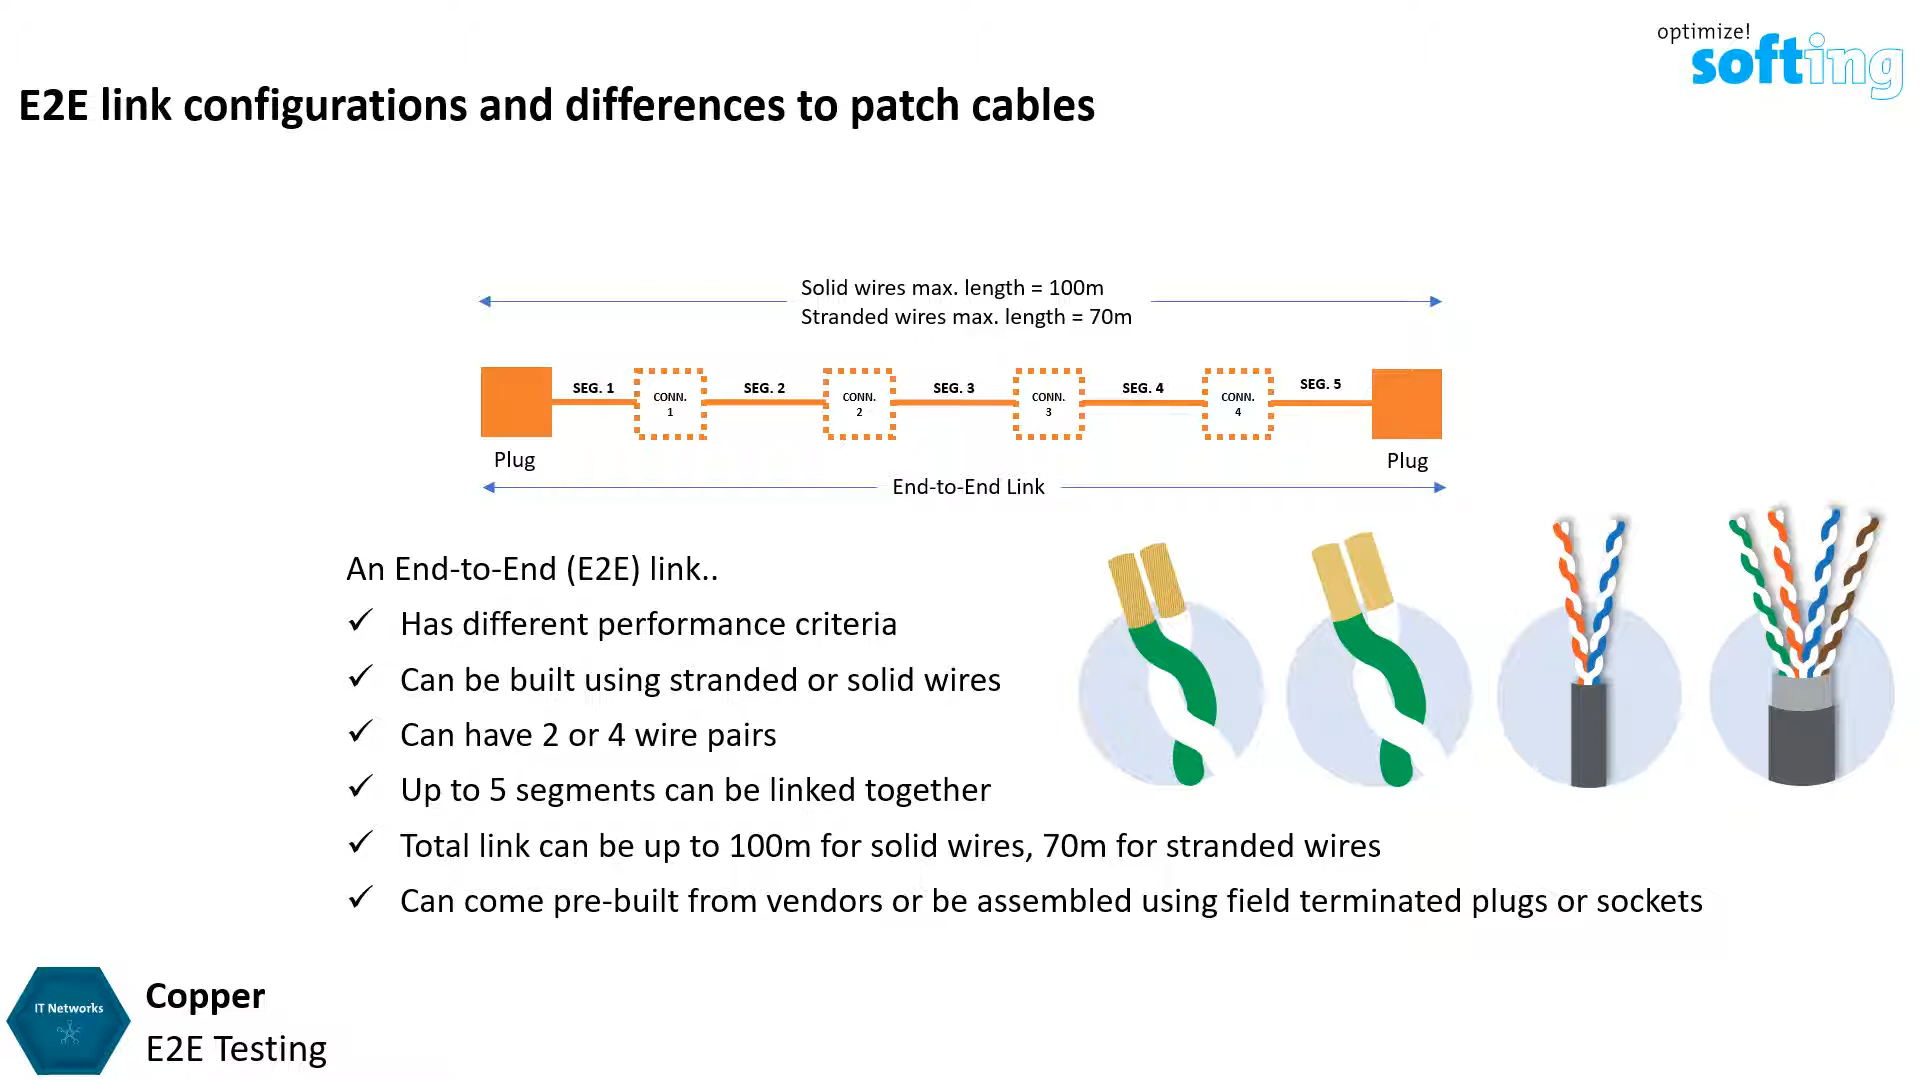 optimize!
softing
E2E link configurations and differences to patch cables
Solid wires max. length = 100m
Stranded wires max. length = 70m
SEG. 1
SEG. 2
SEG. 3
SEG. 4
SEG. 5
CONN.
1
CONN.
2
CONN.
3
CONN.
4
Plug
Plug
End-to-End Link
An End-to-End (E2E) link..
✓ Has different performance criteria
✓ Can be built using stranded or solid wires
✓ Can have 2 or 4 wire pairs
✓ Up to 5 segments can be linked together
✓ Total link can be up to 100m for solid wires, 70m for stranded wires
✓ Can come pre-built from vendors or be assembled using field terminated plugs or sockets
IT Networks
Copper
E2E Testing